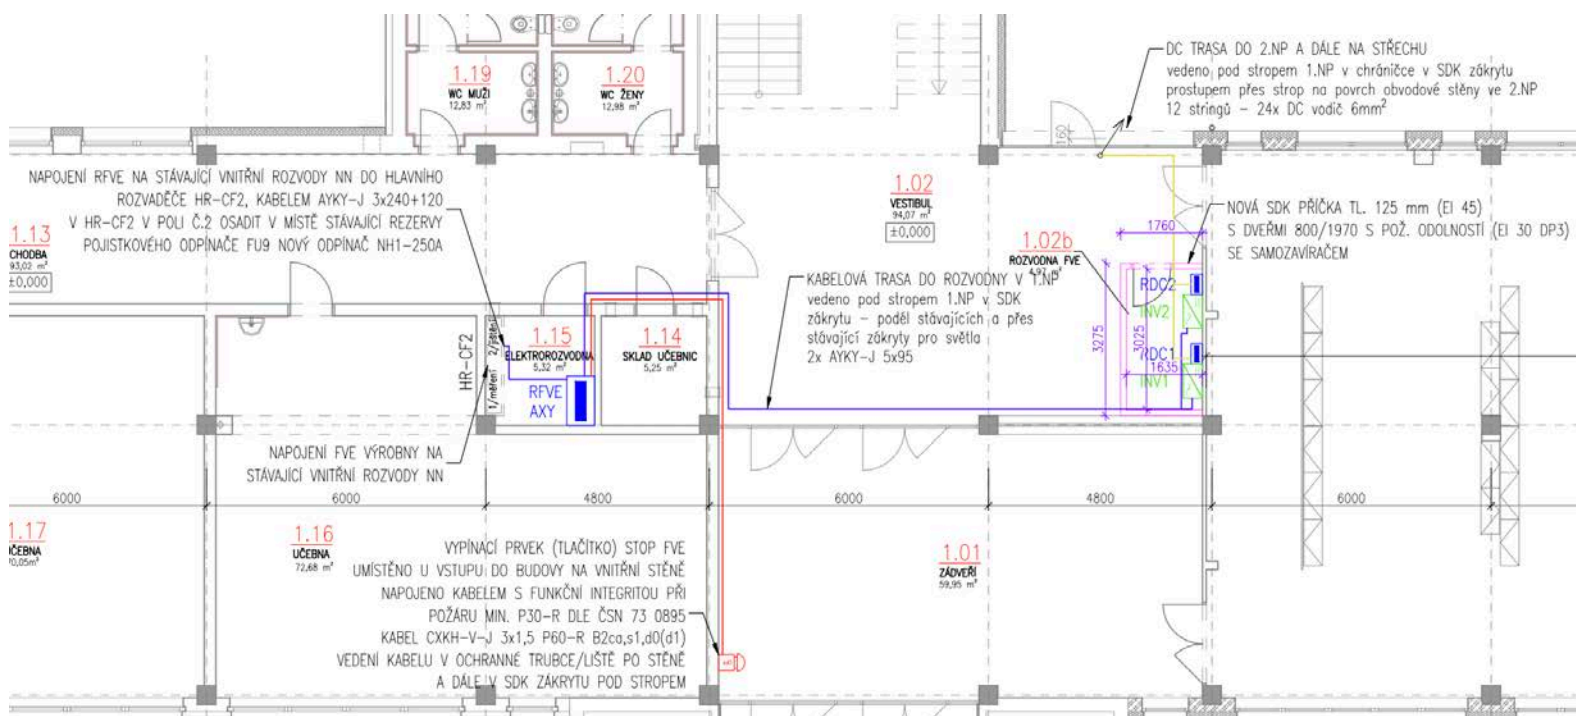 1.19
WC MUŽI
12,83 m²
1.20
WC ŽENY
12,98 m²
DC TRASA DO 2.NP A DÁLE NA STŘECHU
vedeno pod stropem 1.NP v chráničce v SDK zákrytu
prostupem přes strop na povrch obvodové stěny ve 2.NP
12 stringů – 24x DC vodič 6mm²
160
NAPOJENÍ RFVE NA STÁVAJÍCÍ VNITŘNÍ ROZVODY NN DO HLAVNÍHO
ROZVADĚČE HR-CF2, KABELEM AYKY-J 3x240+120
V HR-CF2 V POLI Č.2 OSADIT V MÍSTĚ STÁVAJÍCÍ REZERVY
POJISTKOVÉHO ODPÍNAČE FU9 NOVÝ ODPÍNAČ NH1-250A
1.13
CHODBA
93,02 m²
±0,000
1.02
VESTIBUL
94,07 m²
±0,000
NOVÁ SDK PŘÍČKA TL. 125 mm (EI 45)
S DVEŘMI 800/1970 S POŽ. ODOLNOSTÍ (EI 30 DP3)
SE SAMOZAVÍRAČEM
1760
1.02b
ROZVODNA FVE
4,97 m²
KABELOVÁ TRASA DO ROZVODNY V 1.NP
vedeno pod stropem 1.NP v SDK
zákrytu – podél stávajících a přes
stávající zákryty pro světla
2x AYKY-J 5x95
RDC2
INV2
RDC1
INV1
3275
3025
1635
HR-CF2
2/jištění
1/měření
1.15
ELEKTROROZVODNA
5,32 m²
RFVE
AXY
1.14
SKLAD UČEBNIC
5,25 m²
NAPOJENÍ FVE VÝROBNY NA
STÁVAJÍCÍ VNITŘNÍ ROZVODY NN
6000
6000
4800
6000
4800
6000
1.17
UČEBNA
70,05m²
1.16
UČEBNA
72,68 m²
1.01
ZÁDVEŘÍ
59,95 m²
VYPÍNACÍ PRVEK (TLAČÍTKO) STOP FVE
UMÍSTĚNO U VSTUPU DO BUDOVY NA VNITŘNÍ STĚNĚ
NAPOJENO KABELEM S FUNKČNÍ INTEGRITOU PŘI
POŽÁRU MIN. P30-R DLE ČSN 73 0895
KABEL CXKH-V-J 3x1,5 P60-R B2ca,s1,d0(d1)
VEDENÍ KABELU V OCHRANNÉ TRUBCE/LIŠTĚ PO STĚNĚ
A DÁLE V SDK ZÁKRYTU POD STROPEM